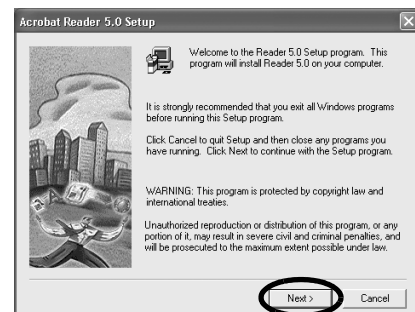 Acrobat Reader 5.0 Setup
Welcome to the Reader 5.0 Setup program. This
program will install Reader 5.0 on your computer.
It is strongly recommended that you exit all Windows programs
before running this Setup program.
Click Cancel to quit Setup and then close any programs you
have running. Click Next to continue with the Setup program.
WARNING: This program is protected by copyright law and
international treaties.
Unauthorized reproduction or distribution of this program, or any
portion of it, may result in severe civil and criminal penalties, and
will be prosecuted to the maximum extent possible under law.
Next >
Cancel